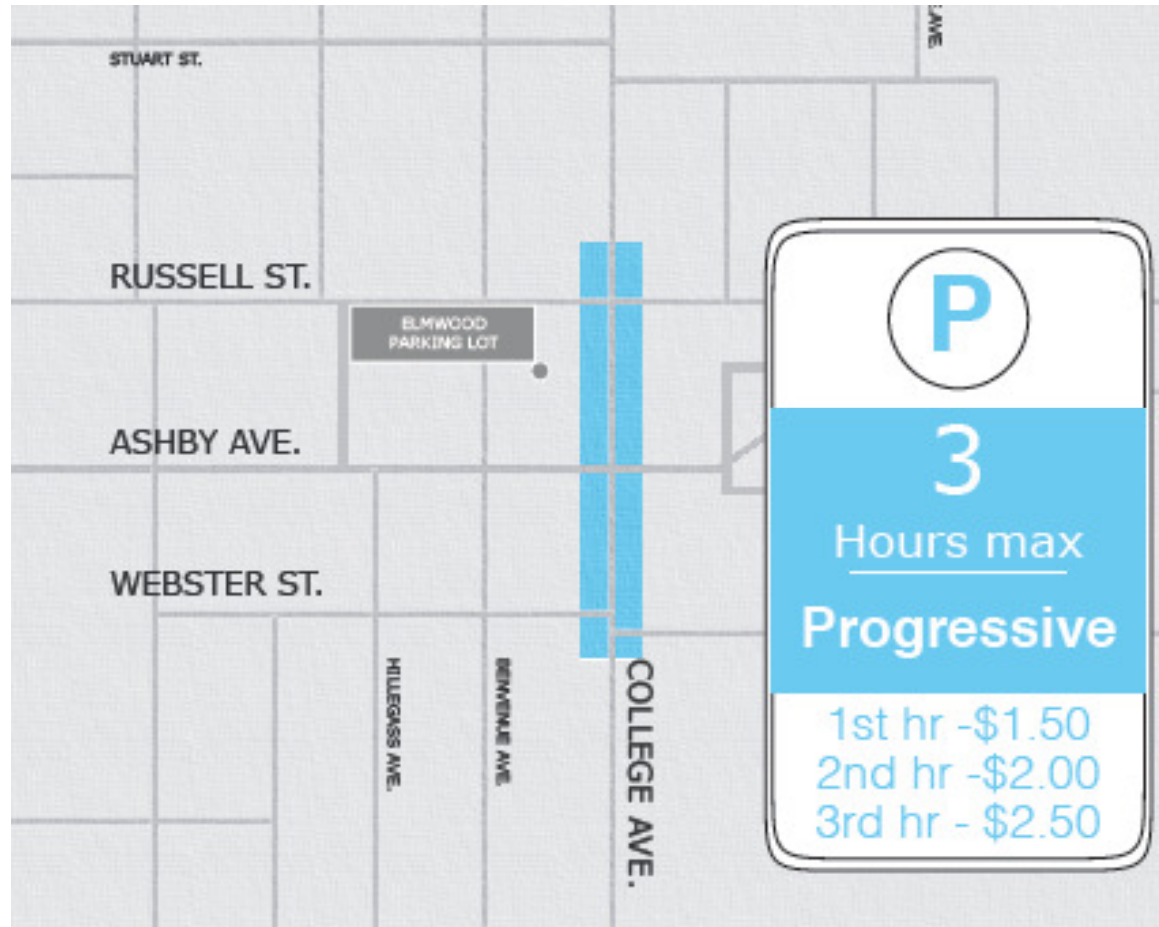 STUART ST.
AVE.
RUSSELL ST.
ELMWOOD
PARKING LOT
ASHBY AVE.
WEBSTER ST.
HILLEGASS AVE.
BENVENUE AVE.
COLLEGE AVE.
P
3
Hours max
Progressive
1st hr -$1.50
2nd hr -$2.00
3rd hr - $2.50